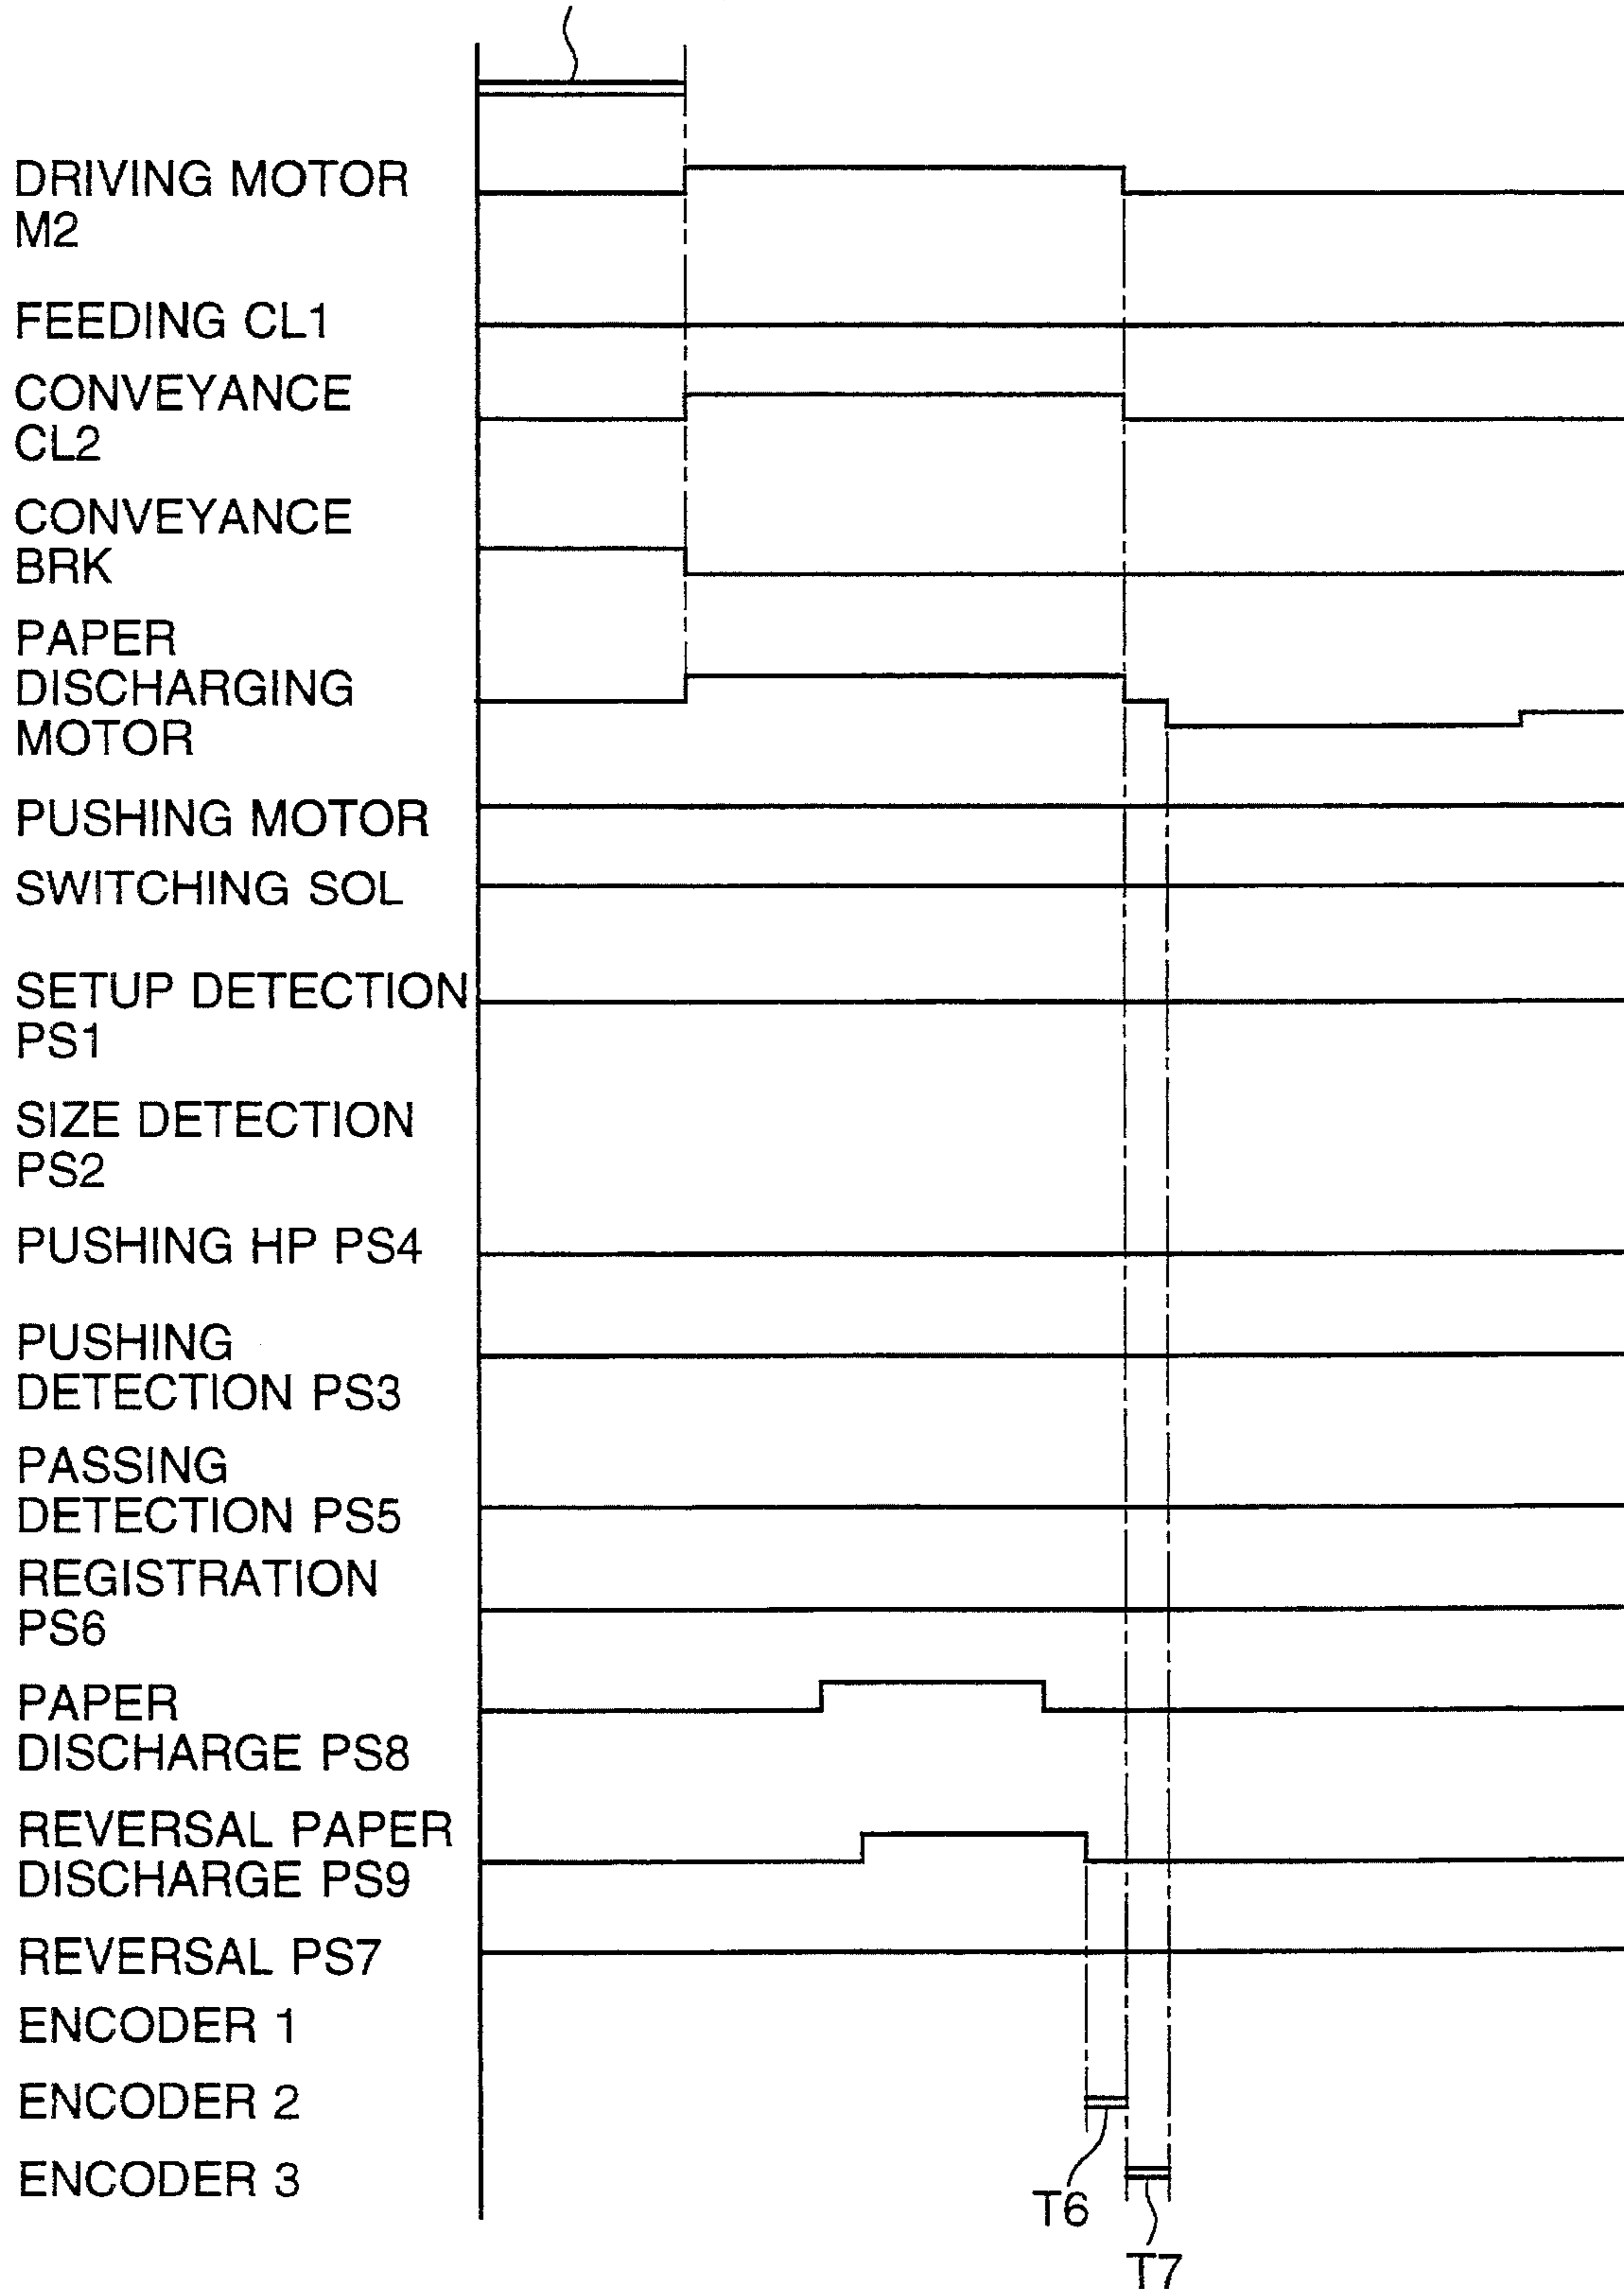 DRIVING MOTOR
M2
FEEDING CL1
CONVEYANCE
CL2
CONVEYANCE
BRK
PAPER
DISCHARGING
MOTOR
PUSHING MOTOR
SWITCHING SOL
SETUP DETECTION
PS1
SIZE DETECTION
PS2
PUSHING HP PS4
PUSHING
DETECTION PS3
PASSING
DETECTION PS5
REGISTRATION
PS6
PAPER
DISCHARGE PS8
REVERSAL PAPER
DISCHARGE PS9
REVERSAL PS7
ENCODER 1
ENCODER 2
ENCODER 3
T6
T7